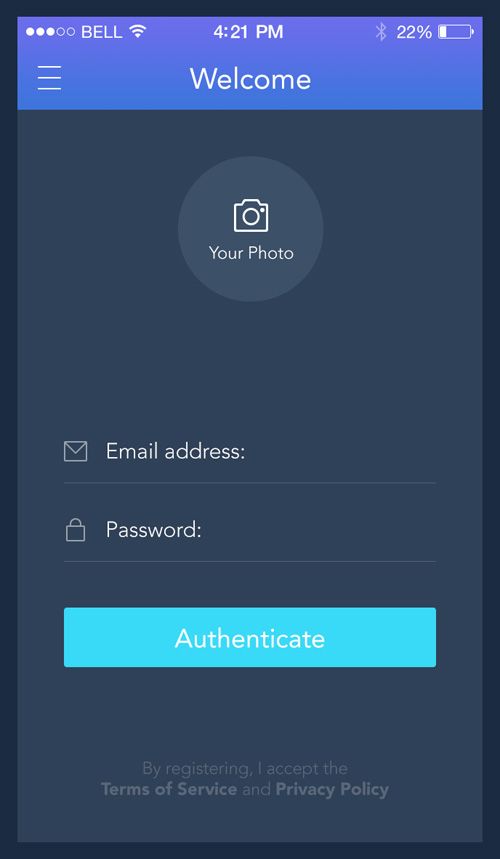 BELL 4:21 PM 22%
Welcome
Your Photo
Email address:
Password:
Authenticate
By registering, I accept the
Terms of Service and Privacy Policy